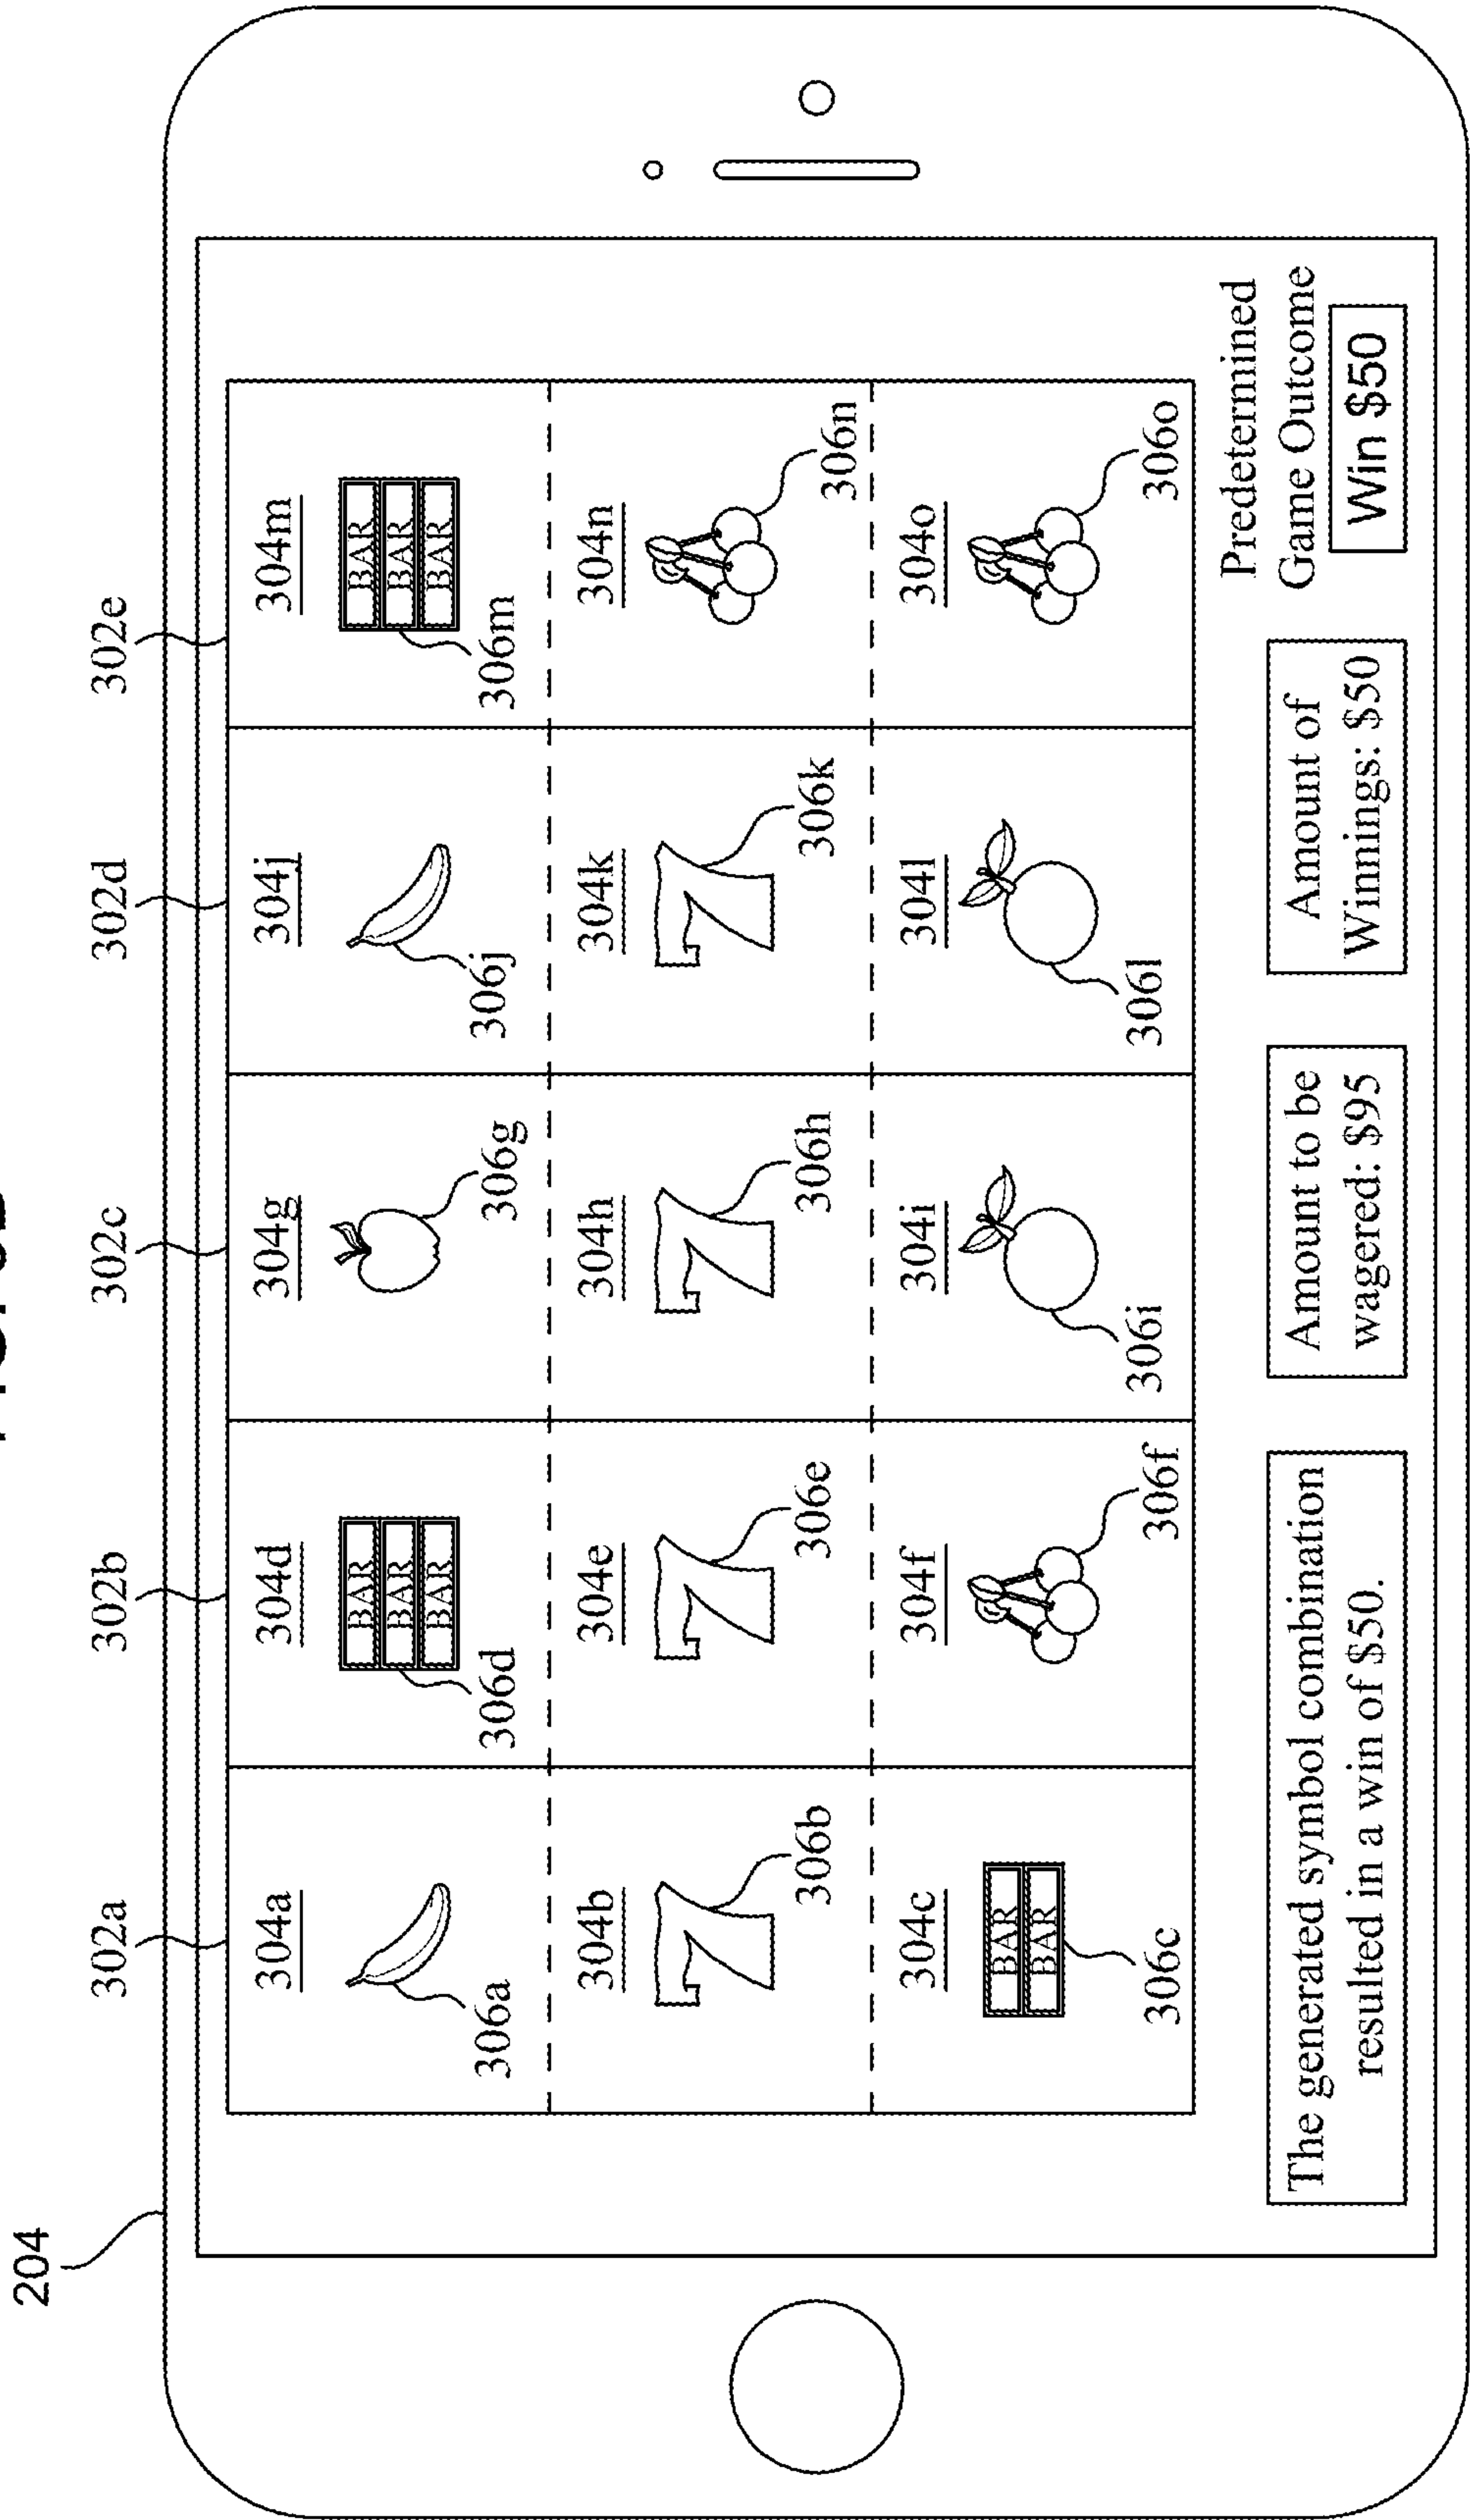 204
302a
302b
302c
302d
302e
304a
304d
304g
304j
304m
BAR
BAR
BAR
BAR
BAR
BAR
306a
306d
306g
306j
306m
304b
304e
304h
304k
304n
306b
306e
306h
306k
306n
304c
304f
304i
304l
304o
BAR
BAR
306c
306f
306i
306l
306o
The generated symbol combination
resulted in a win of $50.
Amount to be
wagered: $95
Amount of
Winnings: $50
Predetermined
Game Outcome
Win $50